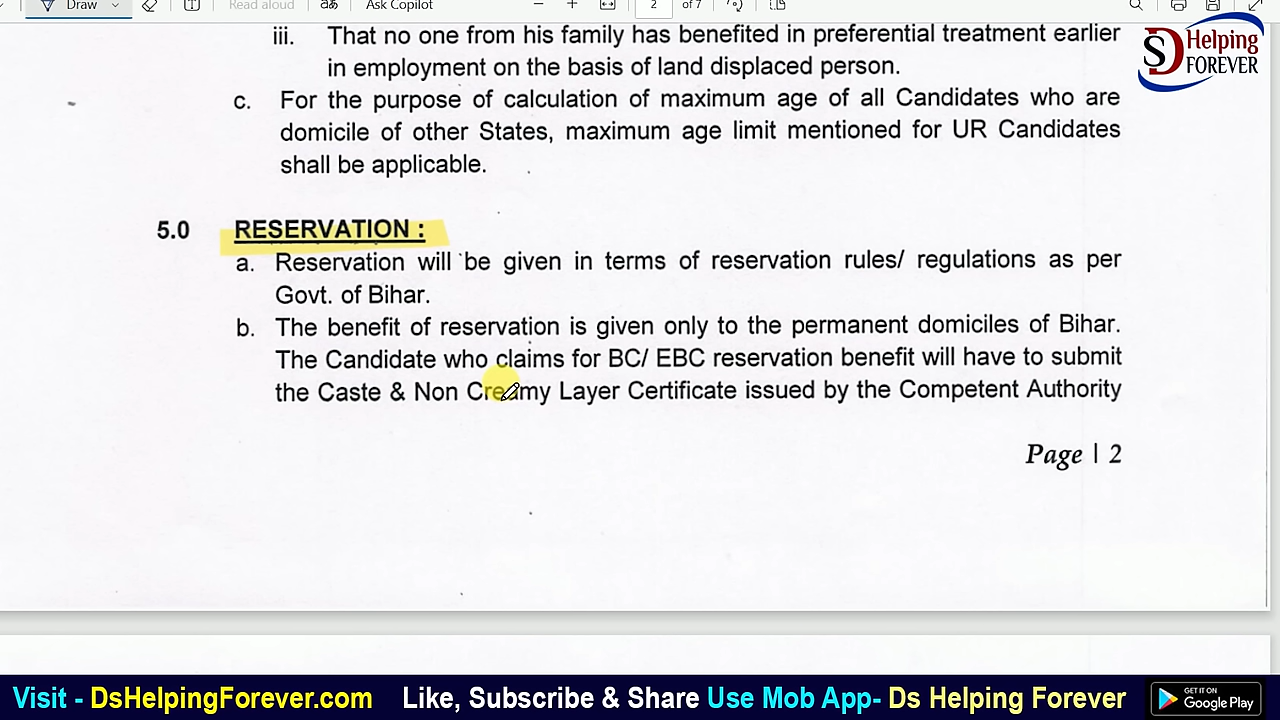 Draw
Read aloud
aあ
Ask Copilot
2 of 7
iii. That no one from his family has benefited in preferential treatment earlier
in employment on the basis of land displaced person.
c. For the purpose of calculation of maximum age of all Candidates who are
domicile of other States, maximum age limit mentioned for UR Candidates
shall be applicable.
SD Helping
FOREVER
5.0 RESERVATION :
a. Reservation will be given in terms of reservation rules/ regulations as per
Govt. of Bihar.
b. The benefit of reservation is given only to the permanent domiciles of Bihar.
The Candidate who claims for BC/ EBC reservation benefit will have to submit
the Caste & Non Creamy Layer Certificate issued by the Competent Authority
Page | 2
Visit - DsHelpingForever.com Like, Subscribe & Share Use Mob App- Ds Helping Forever
GET IT ON
Google Play